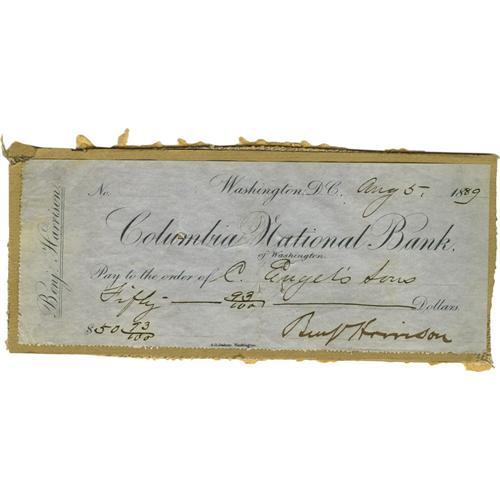 Benj. Harrison.
No. Washington, D.C. Aug 5 1889
Columbia National Bank.
of Washington.
Pay to the order of C. Engel's Sons
Fifty 93/100 Dollars
$50 93/100 Benj Harrison